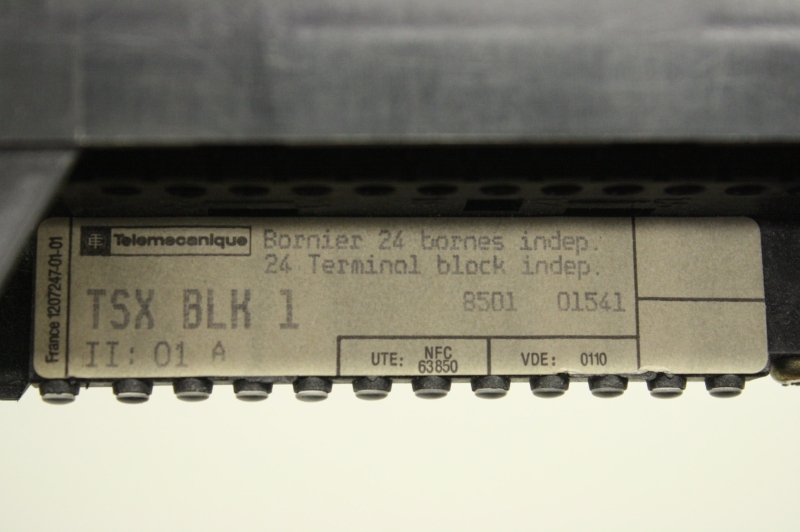 France 1207247-01-01
Telemecanique
Bornier 24 bornes indep.
24 Terminal block indep.
TSX BLK 1
8501 01541
II: 01 A
UTE: NFC 63850
VDE: 0110